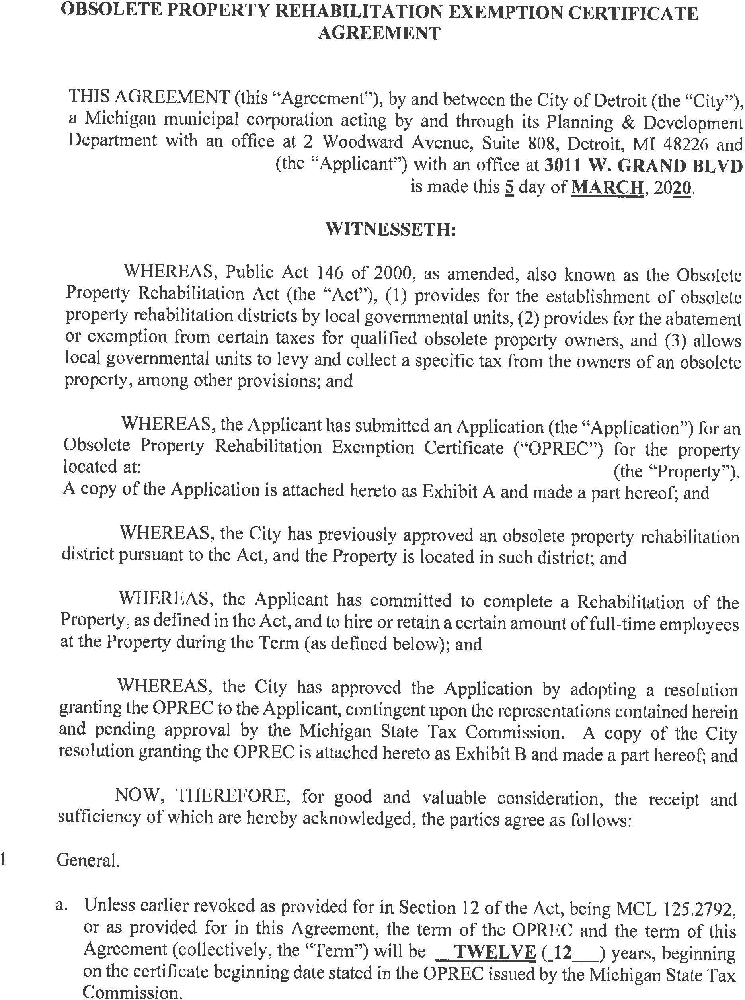 OBSOLETE PROPERTY REHABILITATION EXEMPTION CERTIFICATE
AGREEMENT
THIS AGREEMENT (this “Agreement”), by and between the City of Detroit (the “City”),
a Michigan municipal corporation acting by and through its Planning & Development
Department with an office at 2 Woodward Avenue, Suite 808, Detroit, MI 48226 and
(the “Applicant”) with an office at 3011 W. GRAND BLVD
is made this 5 day of MARCH, 2020.
WITNESSETH:
WHEREAS, Public Act 146 of 2000, as amended, also known as the Obsolete
Property Rehabilitation Act (the “Act”), (1) provides for the establishment of obsolete
property rehabilitation districts by local governmental units, (2) provides for the abatement
or exemption from certain taxes for qualified obsolete property owners, and (3) allows
local governmental units to levy and collect a specific tax from the owners of an obsolete
property, among other provisions; and
WHEREAS, the Applicant has submitted an Application (the “Application”) for an
Obsolete Property Rehabilitation Exemption Certificate (“OPREC”) for the property
located at: (the “Property”).
A copy of the Application is attached hereto as Exhibit A and made a part hereof; and
WHEREAS, the City has previously approved an obsolete property rehabilitation
district pursuant to the Act, and the Property is located in such district; and
WHEREAS, the Applicant has committed to complete a Rehabilitation of the
Property, as defined in the Act, and to hire or retain a certain amount of full-time employees
at the Property during the Term (as defined below); and
WHEREAS, the City has approved the Application by adopting a resolution
granting the OPREC to the Applicant, contingent upon the representations contained herein
and pending approval by the Michigan State Tax Commission. A copy of the City
resolution granting the OPREC is attached hereto as Exhibit B and made a part hereof; and
NOW, THEREFORE, for good and valuable consideration, the receipt and
sufficiency of which are hereby acknowledged, the parties agree as follows:
1 General.
a. Unless earlier revoked as provided for in Section 12 of the Act, being MCL 125.2792,
or as provided for in this Agreement, the term of the OPREC and the term of this
Agreement (collectively, the “Term”) will be __TWELVE (_12__) years, beginning
on the certificate beginning date stated in the OPREC issued by the Michigan State Tax
Commission.